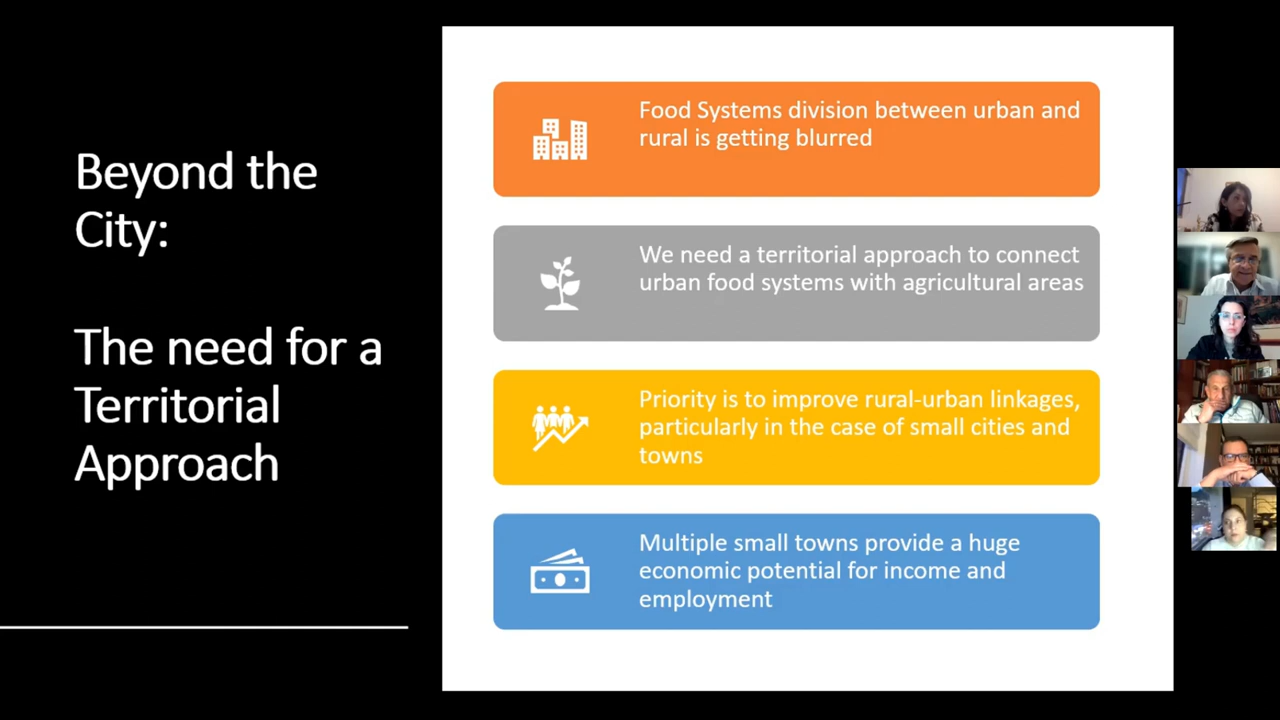 Beyond the
City:
The need for a
Territorial
Approach
Food Systems division between urban and
rural is getting blurred
We need a territorial approach to connect
urban food systems with agricultural areas
Priority is to improve rural-urban linkages,
particularly in the case of small cities and
towns
Multiple small towns provide a huge
economic potential for income and
employment